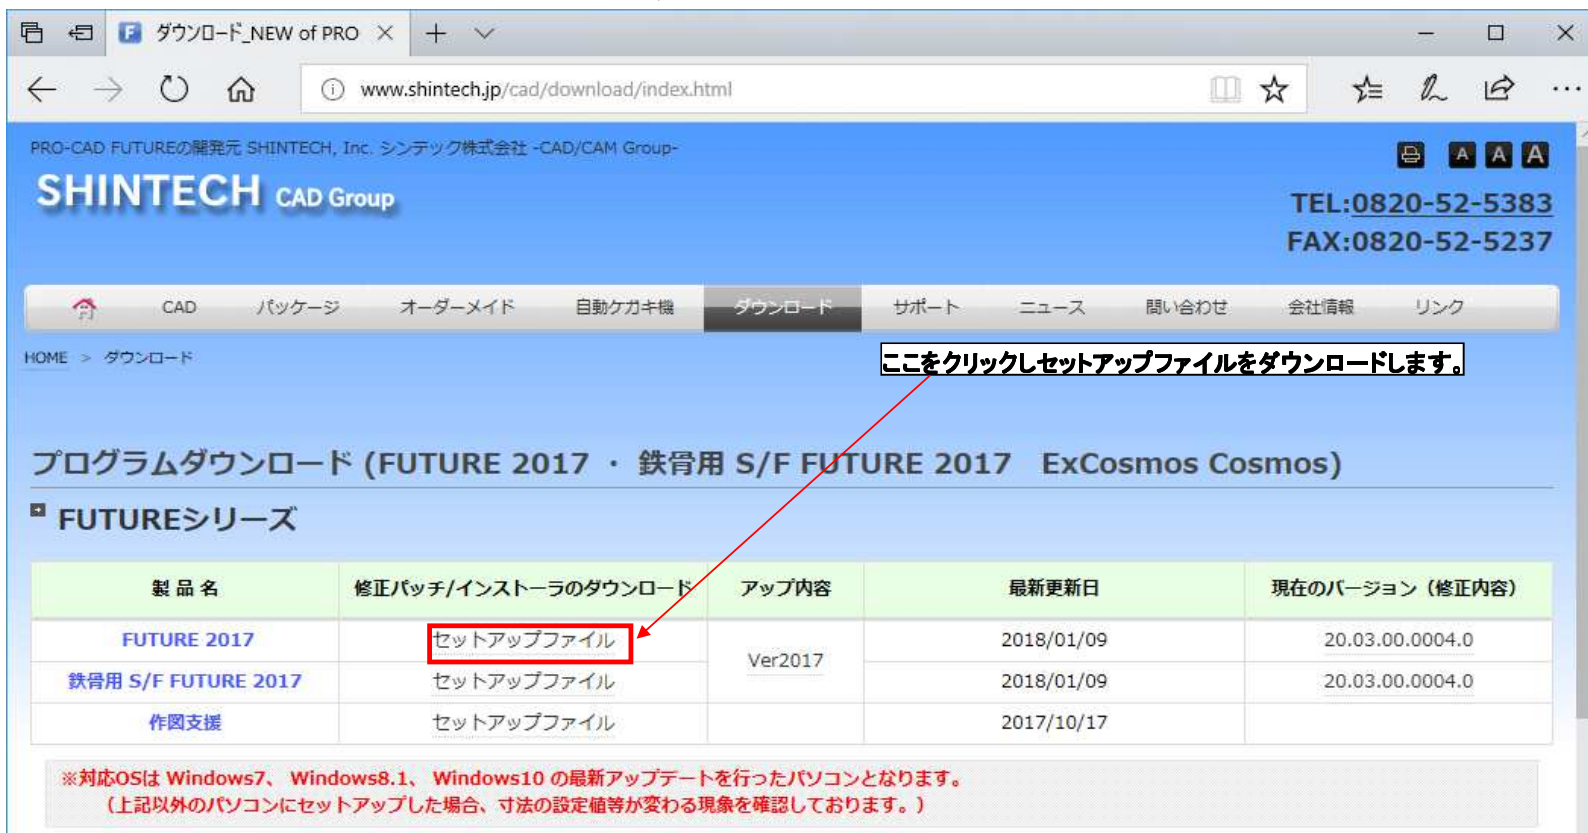 ダウンロード_NEW of PRO
www.shintech.jp/cad/download/index.html
PRO-CAD FUTUREの開発元 SHINTECH, Inc. シンテック株式会社 -CAD/CAM Group-
A A A
SHINTECH CAD Group
TEL:0820-52-5383
FAX:0820-52-5237
CAD パッケージ オーダーメイド 自動ケガキ機 ダウンロード サポート ニュース 問い合わせ 会社情報 リンク
HOME > ダウンロード
ここをクリックしセットアップファイルをダウンロードします。
プログラムダウンロード (FUTURE 2017 ・ 鉄骨用 S/F FUTURE 2017 ExCosmos Cosmos)
FUTUREシリーズ
製 品 名 修正パッチ/インストーラのダウンロード アップ内容 最新更新日 現在のバージョン（修正内容）
FUTURE 2017 セットアップファイル Ver2017 2018/01/09 20.03.00.0004.0
鉄骨用 S/F FUTURE 2017 セットアップファイル 2018/01/09 20.03.00.0004.0
作図支援 セットアップファイル 2017/10/17
※対応OSは Windows7、 Windows8.1、 Windows10 の最新アップデートを行ったパソコンとなります。
（上記以外のパソコンにセットアップした場合、寸法の設定値等が変わる現象を確認しております。）